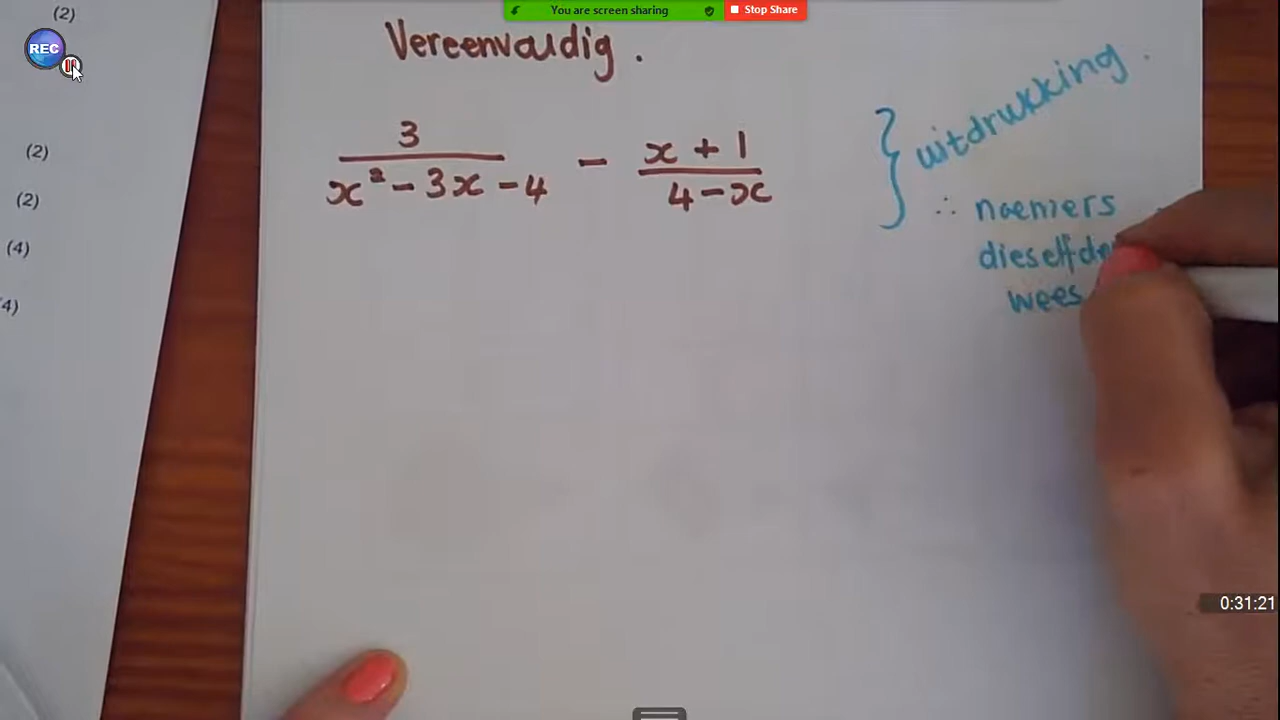 You are screen sharing
Stop Share
REC
(2)
(2)
(2)
(4)
4)
Vereenvoudig.
3/(x² - 3x - 4) - (x + 1)/(4 - x)
} uitdrukking.
∴ noemers
wees
0:31:21